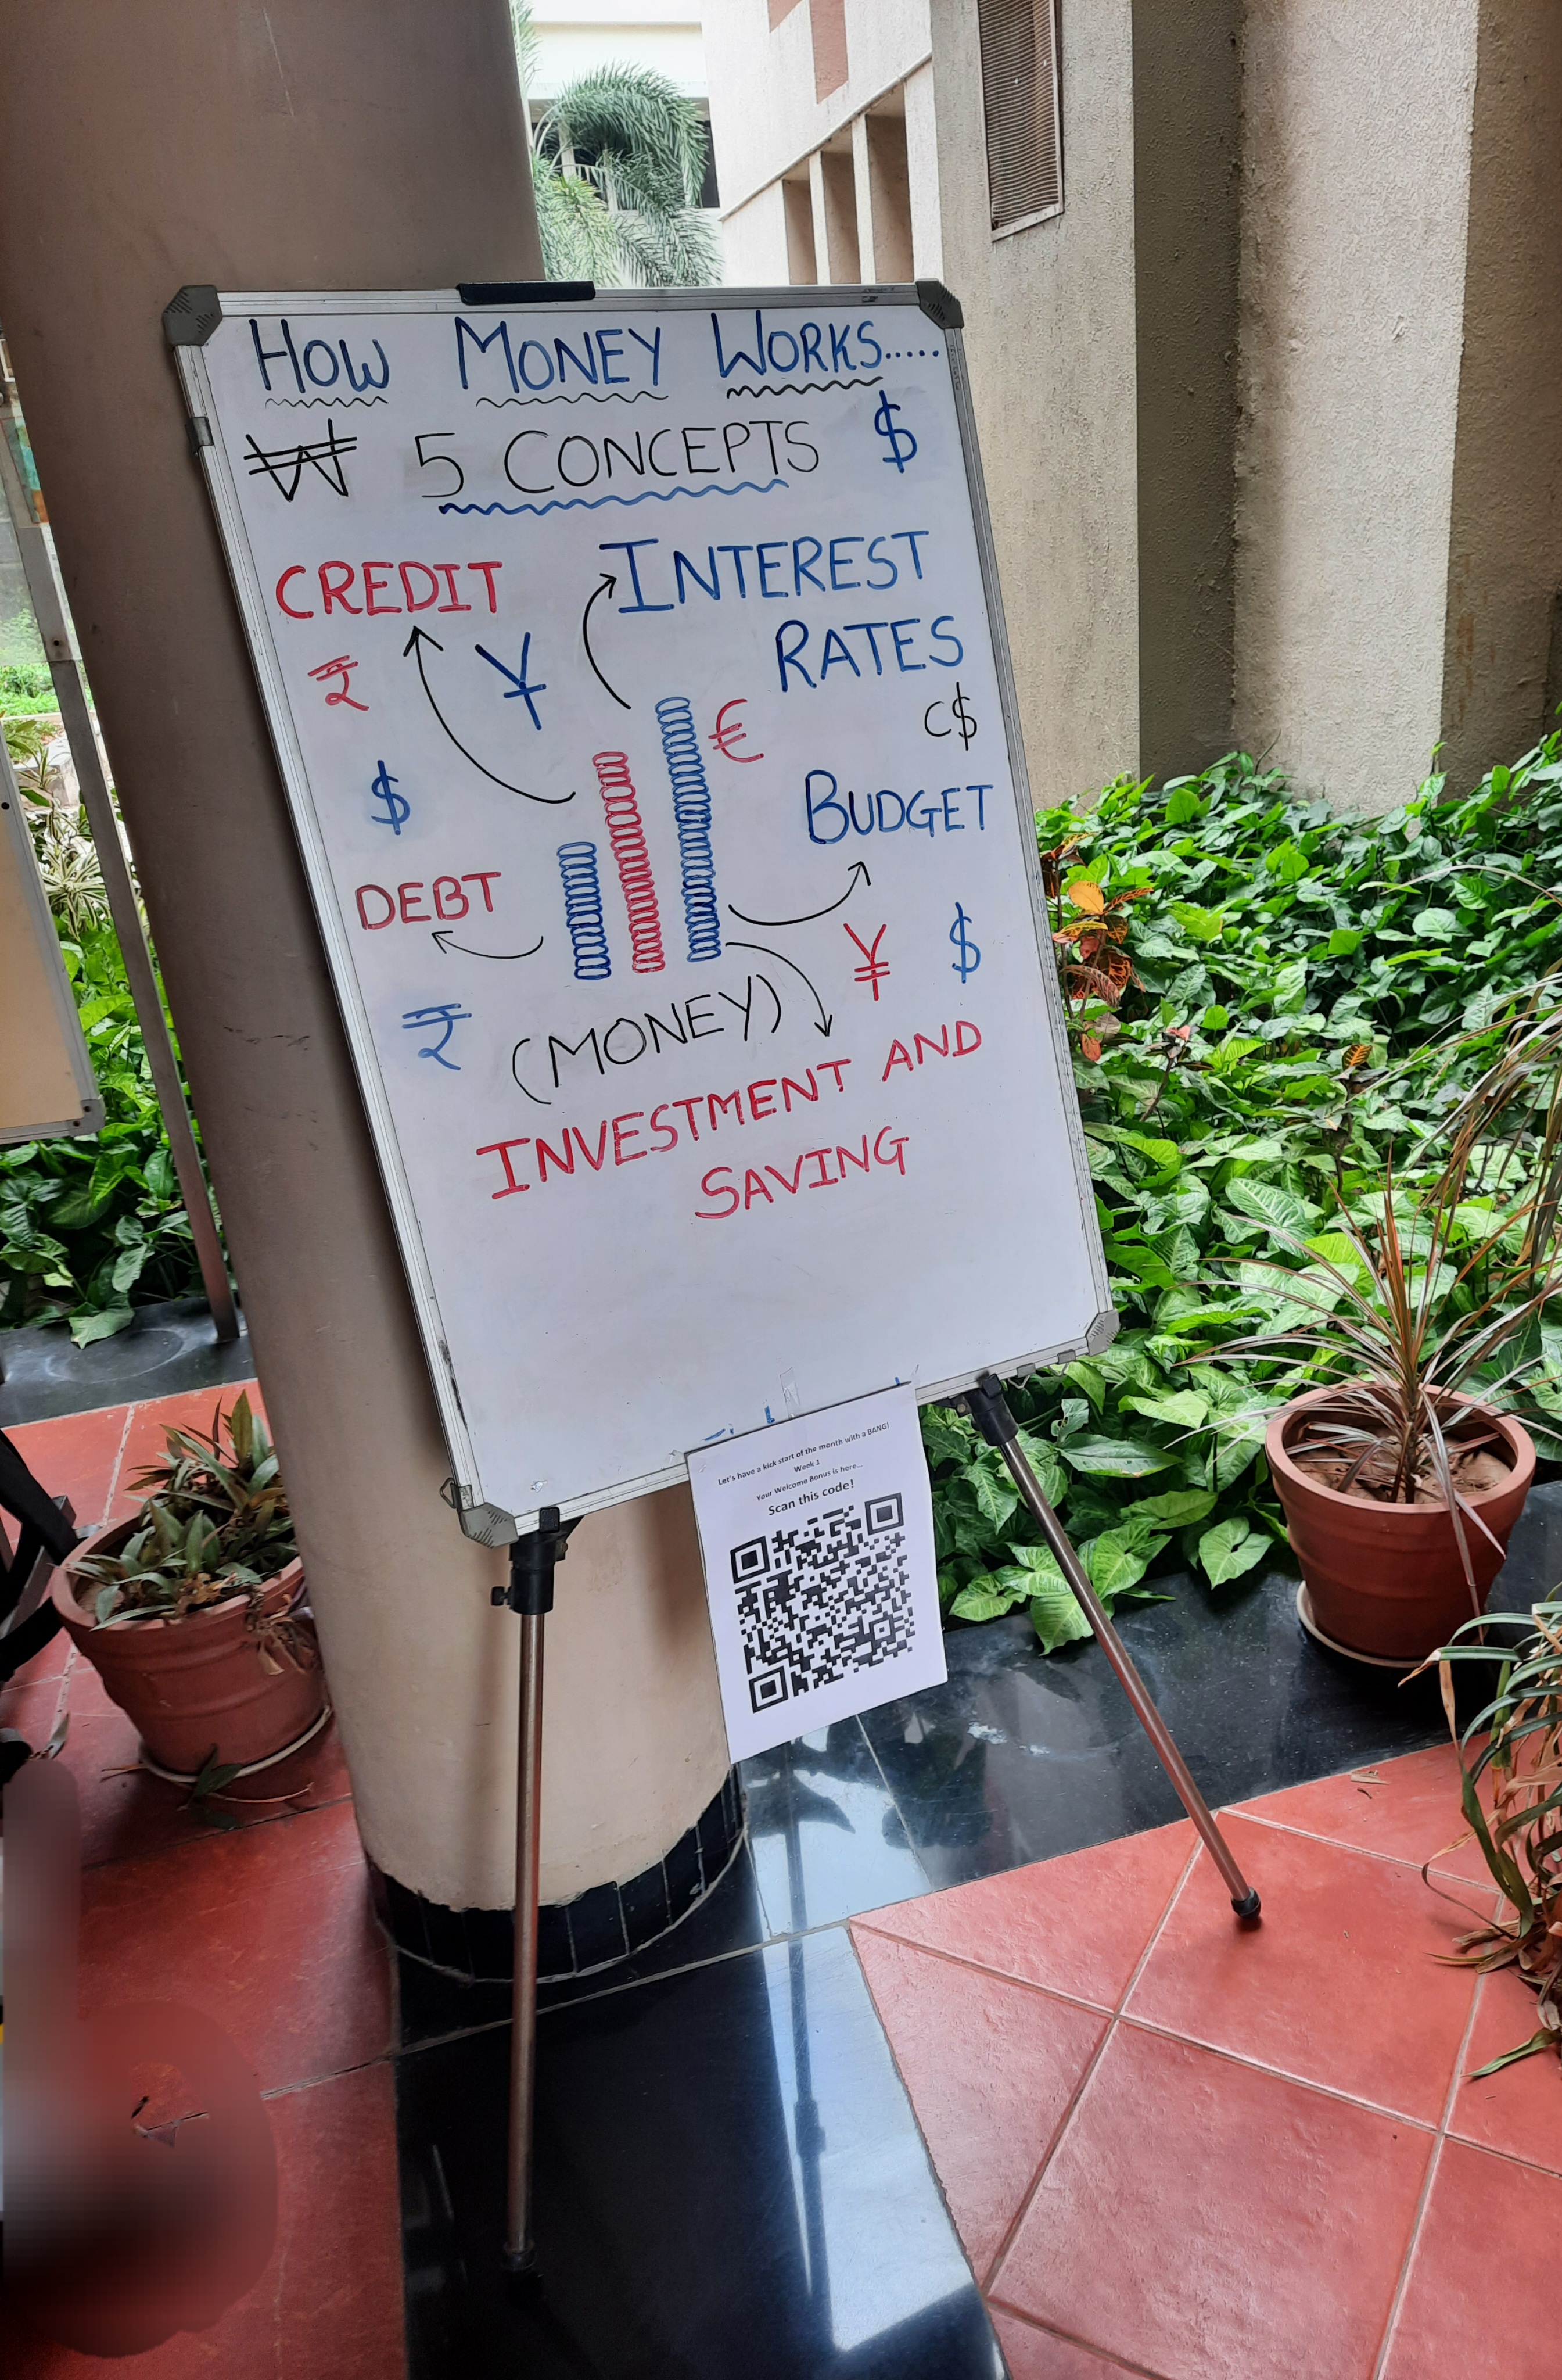 HOW MONEY WORKS.....
₩ 5 CONCEPTS $
CREDIT
INTEREST
RATES
₹ ¥
€ C$
$
BUDGET
DEBT
¥ $
₹ (MONEY)
INVESTMENT AND
SAVING
Let's have a kick start of the month with a BANG!
Week 1
Your Welcome Bonus is here...
Scan this code!